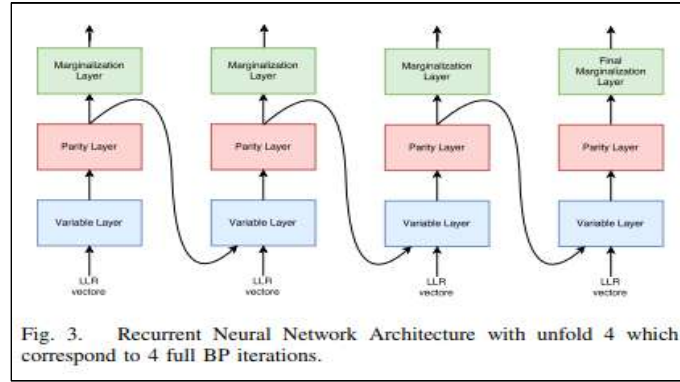 Marginalization
Layer
Marginalization
Layer
Marginalization
Layer
Final
Marginalization
Layer
Parity Layer
Parity Layer
Parity Layer
Parity Layer
Variable Layer
Variable Layer
Variable Layer
Variable Layer
LLR
vectore
LLR
vectore
LLR
vectore
LLR
vectore
Fig. 3. Recurrent Neural Network Architecture with unfold 4 which
correspond to 4 full BP iterations.